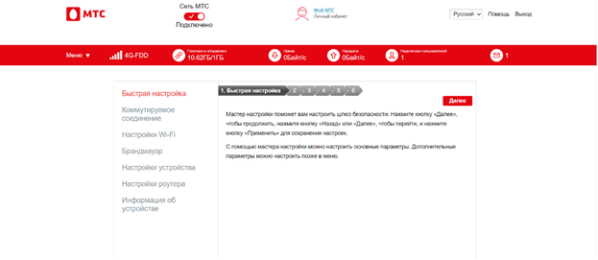 МТС
Сеть МТС
Подключено
Мой МТС
Личный кабинет
Русский
Помощь
Выход
Меню
4G-FDD
Получено и отправлено
10.62ГБ/1ГБ
Прием
0Байт/с
Передача
0Байт/с
Подключенно пользователей
1
1
Быстрая настройка
Коммутируемое
соединение
Настройки Wi-Fi
Брандмауэр
Настройки устройства
Настройки роутера
Информация об
устройстве
1. Быстрая настройка
2
3
4
5
6
Далее
Мастер настройки поможет вам настроить шлюз безопасности. Нажмите кнопку «Далее»,
чтобы продолжить, нажмите кнопку «Назад» или «Далее», чтобы перейти, и нажмите
кнопку «Применить» для сохранения настроек.
С помощью мастера настройки можно настроить основные параметры. Дополнительные
параметры можно настроить позже в меню.